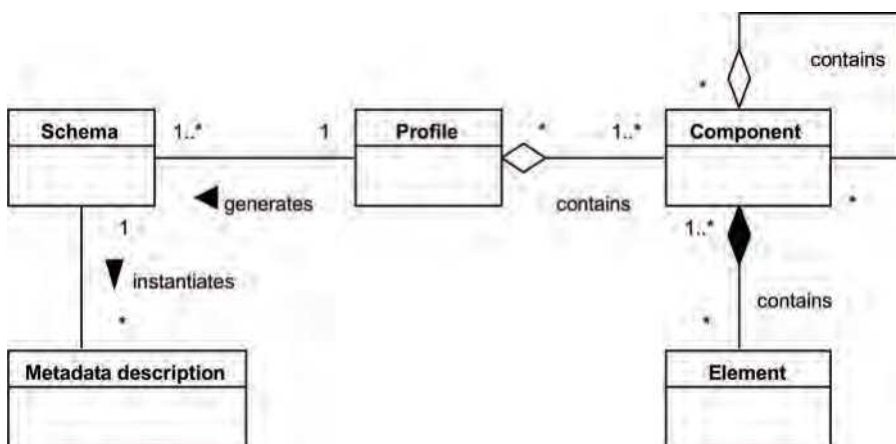 contains
*
Schema
1..*
1
Profile
*
1..*
Component
generates
contains
*
1
1..*
instantiates
contains
*
*
Metadata description
Element